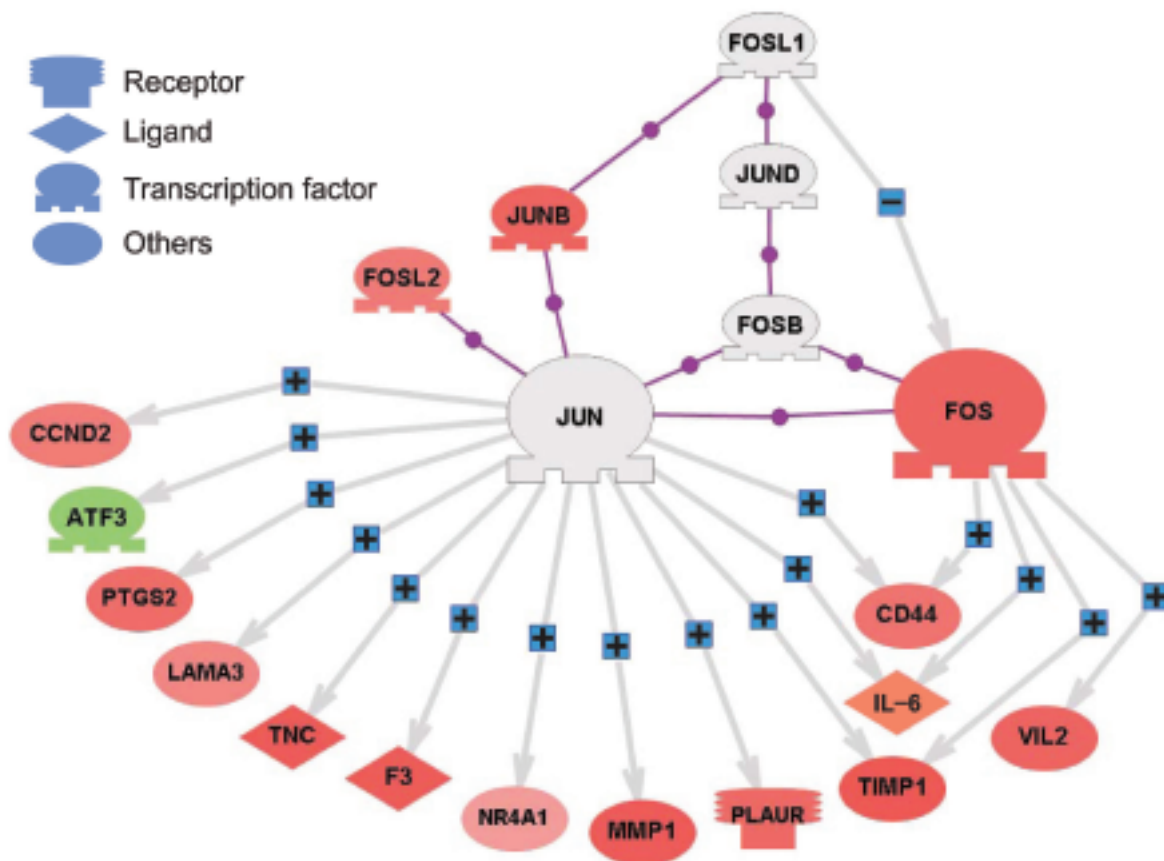 FOSL1
Receptor
Ligand
JUND
Transcription factor
−
JUNB
Others
FOSL2
FOSB
+
JUN
FOS
CCND2
+
+
+
ATF3
+
+
+
PTGS2
+
+
+
CD44
+
+
+
+
+
+
+
LAMA3
IL−6
TNC
VIL2
F3
TIMP1
NR4A1
MMP1
PLAUR